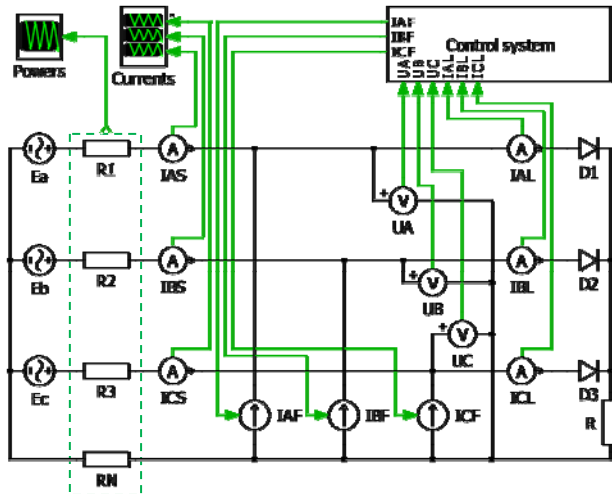 IAF
IBF
ICF
Control system
UA
UB
UC
IAL
IBL
ICL
Powers
Currents
Ea
R1
IAS
A
V
UA
A
IAL
D1
Eb
R2
IBS
A
V
UB
A
IBL
D2
Ec
R3
ICS
A
V
UC
A
ICL
D3
R
IAF
IBF
ICF
RN